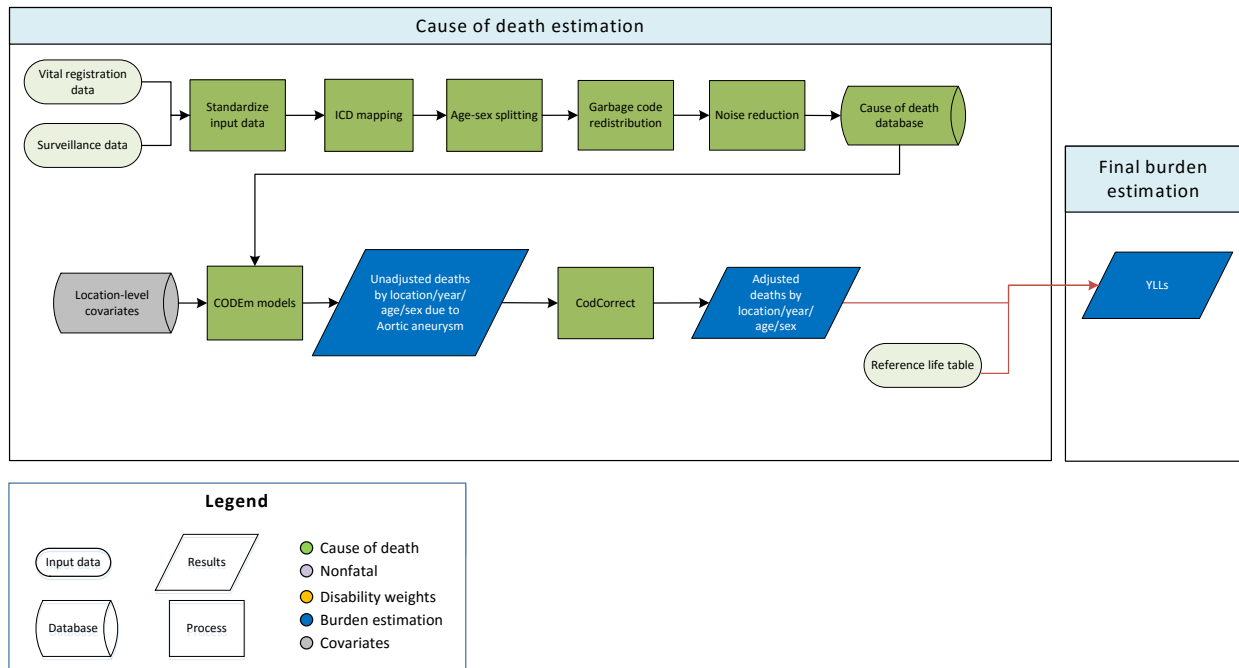 Cause of death estimation
Vital registration
data
Surveillance data
Standardize
input data
ICD mapping
Age-sex splitting
Garbage code
redistribution
Noise reduction
Cause of death
database
Final burden
estimation
Location-level
covariates
CODEm models
Unadjusted deaths
by location/year/
age/sex due to
Aortic aneurysm
CodCorrect
Adjusted
deaths by
location/year/
age/sex
YLLs
Reference life table
Legend
Input data
Results
Database
Process
Cause of death
Nonfatal
Disability weights
Burden estimation
Covariates